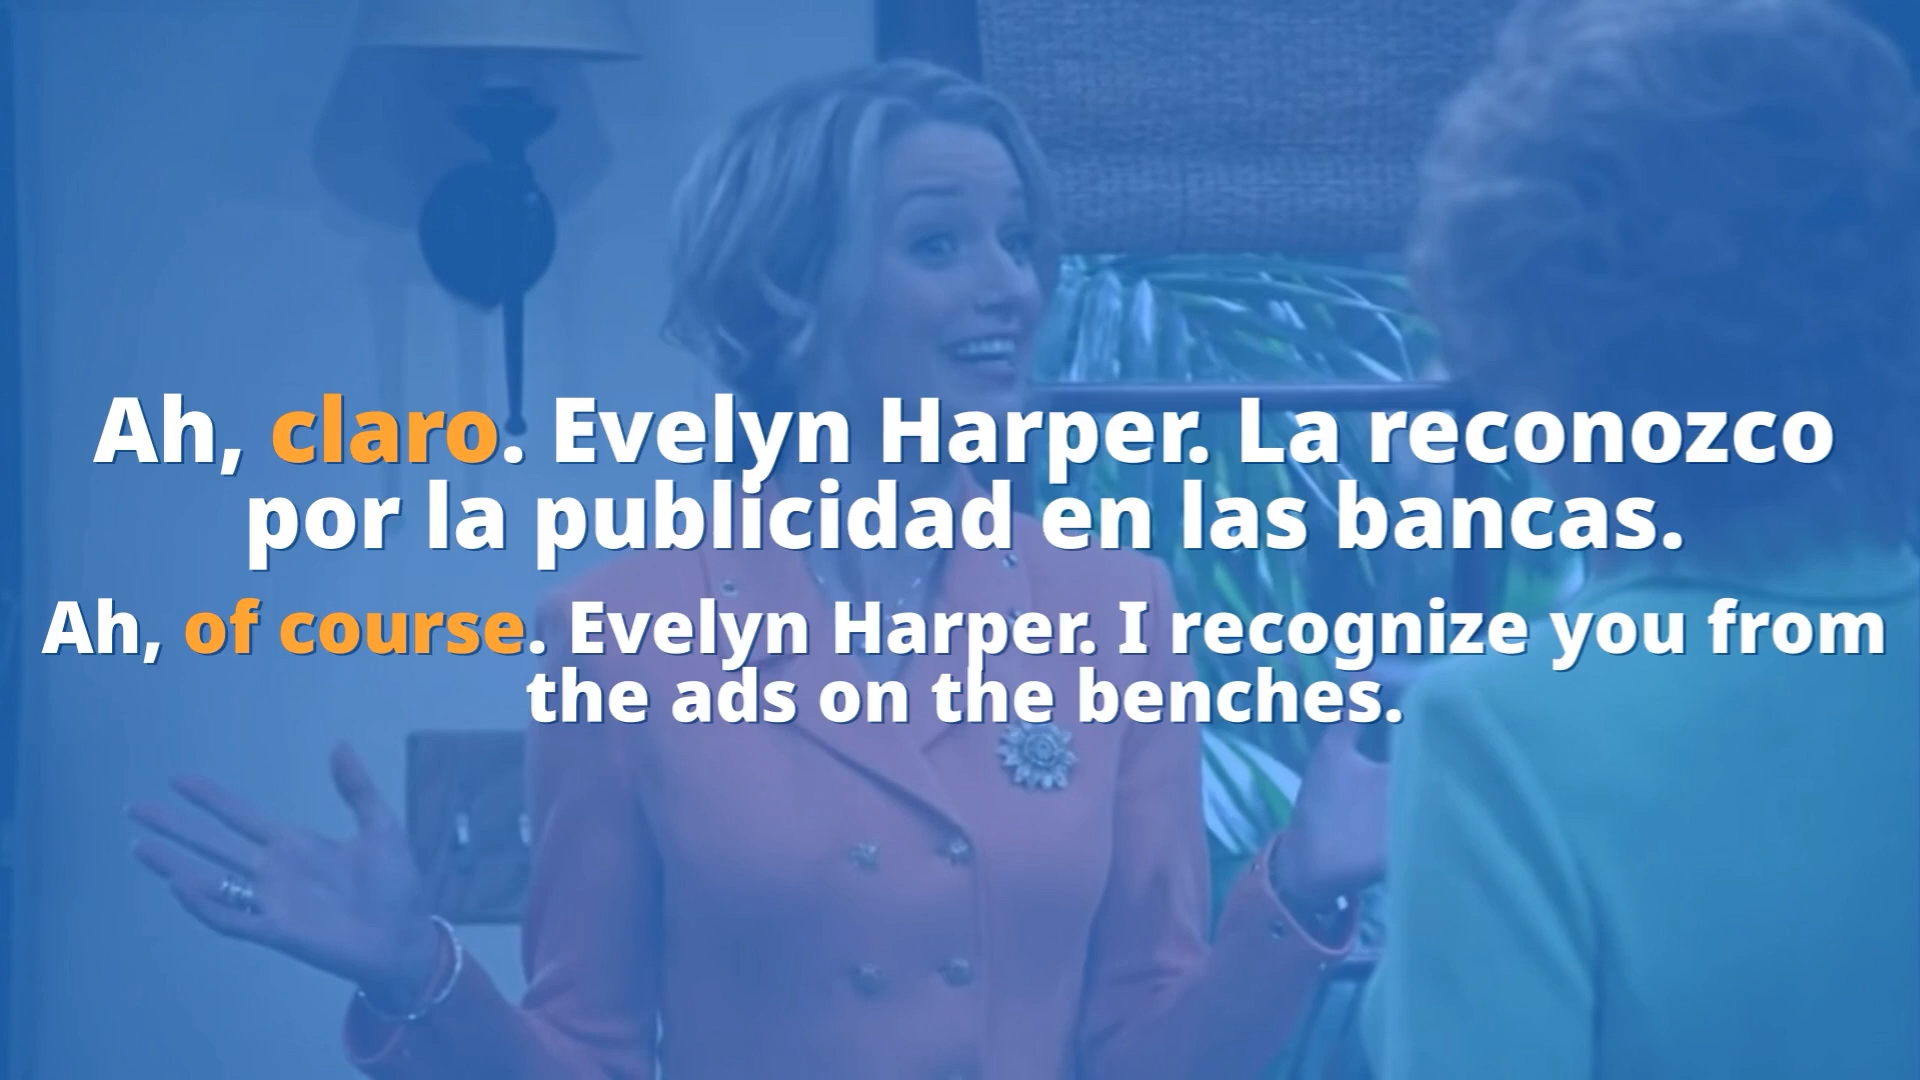 Ah, claro. Evelyn Harper. La reconozco
por la publicidad en las bancas.
Ah, of course. Evelyn Harper. I recognize you from
the ads on the benches.